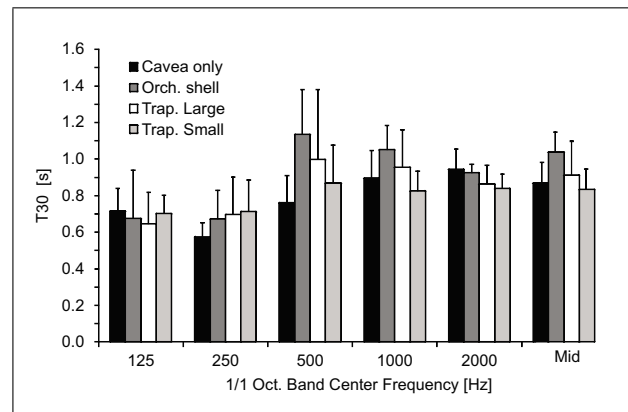 1.6
1.4
1.2
1.0
0.8
0.6
0.4
0.2
0.0
T30 [s]
Cavea only
Orch. shell
Trap. Large
Trap. Small
125 250 500 1000 2000 Mid
1/1 Oct. Band Center Frequency [Hz]